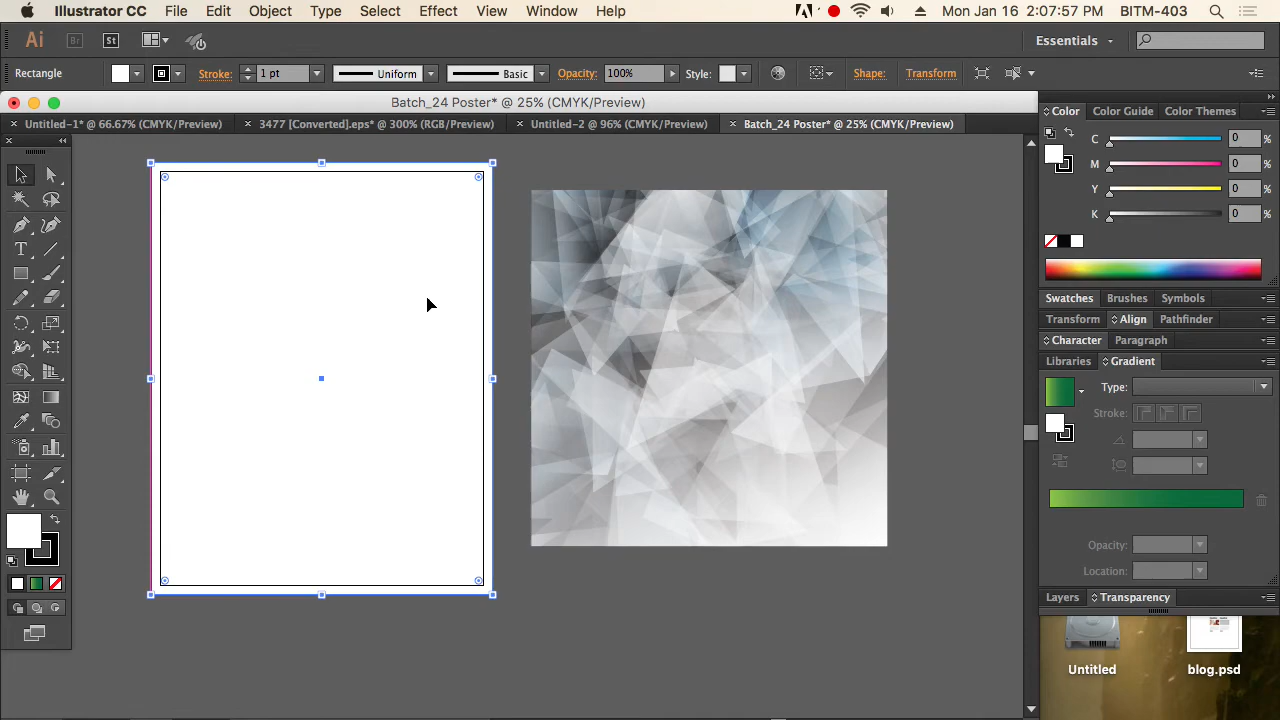 Illustrator CC File Edit Object Type Select Effect View Window Help Mon Jan 16 2:07:57 PM BITM-403
Ai Br St Essentials
Rectangle Stroke: 1 pt Uniform Basic Opacity: 100% Style: Shape: Transform
Batch_24 Poster* @ 25% (CMYK/Preview)
Untitled-1* @ 66.67% (CMYK/Preview) 3477 [Converted].eps* @ 300% (RGB/Preview) Untitled-2 @ 96% (CMYK/Preview) Batch_24 Poster* @ 25% (CMYK/Preview)
Color Color Guide Color Themes
C 0 %
M 0 %
Y 0 %
K 0 %
Swatches Brushes Symbols
Transform Align Pathfinder
Character Paragraph
Libraries Gradient
Type:
Stroke:
Opacity:
Location:
Layers Transparency
Untitled blog.psd